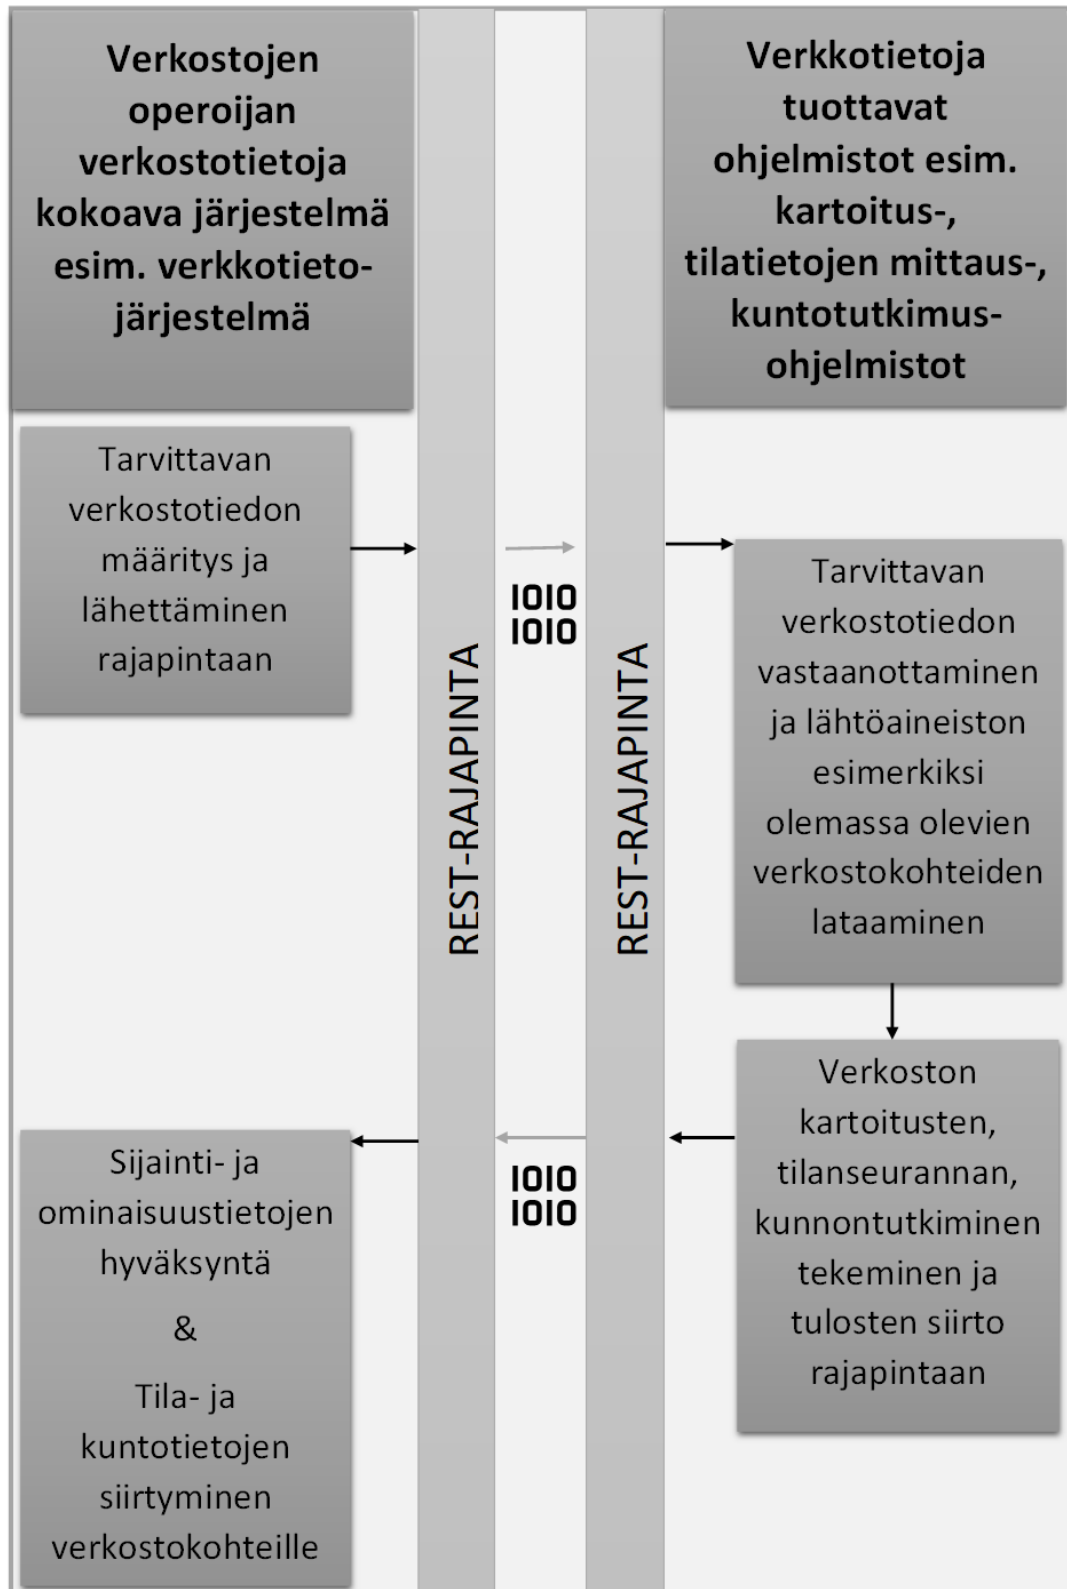 Verkostojen
operoijan
verkostotietoja
kokoava järjestelmä
esim. verkkotieto-
järjestelmä
Verkkotietoja
tuottavat
ohjelmistot esim.
kartoitus-,
tilatietojen mittaus-,
kuntotutkimus-
ohjelmistot
Tarvittavan
verkostotiedon
määritys ja
lähettäminen
rajapintaan
REST-RAJAPINTA
1010
1010
REST-RAJAPINTA
Tarvittavan
verkostotiedon
vastaanottaminen
ja lähtöaineiston
esimerkiksi
olemassa olevien
verkostokohteiden
lataaminen
Verkoston
kartoitusten,
tilanseurannan,
kunnontutkiminen
tekeminen ja
tulosten siirto
rajapintaan
1010
1010
Sijainti- ja
ominaisuustietojen
hyväksyntä
&
Tila- ja
kuntotietojen
siirtyminen
verkostokohteille